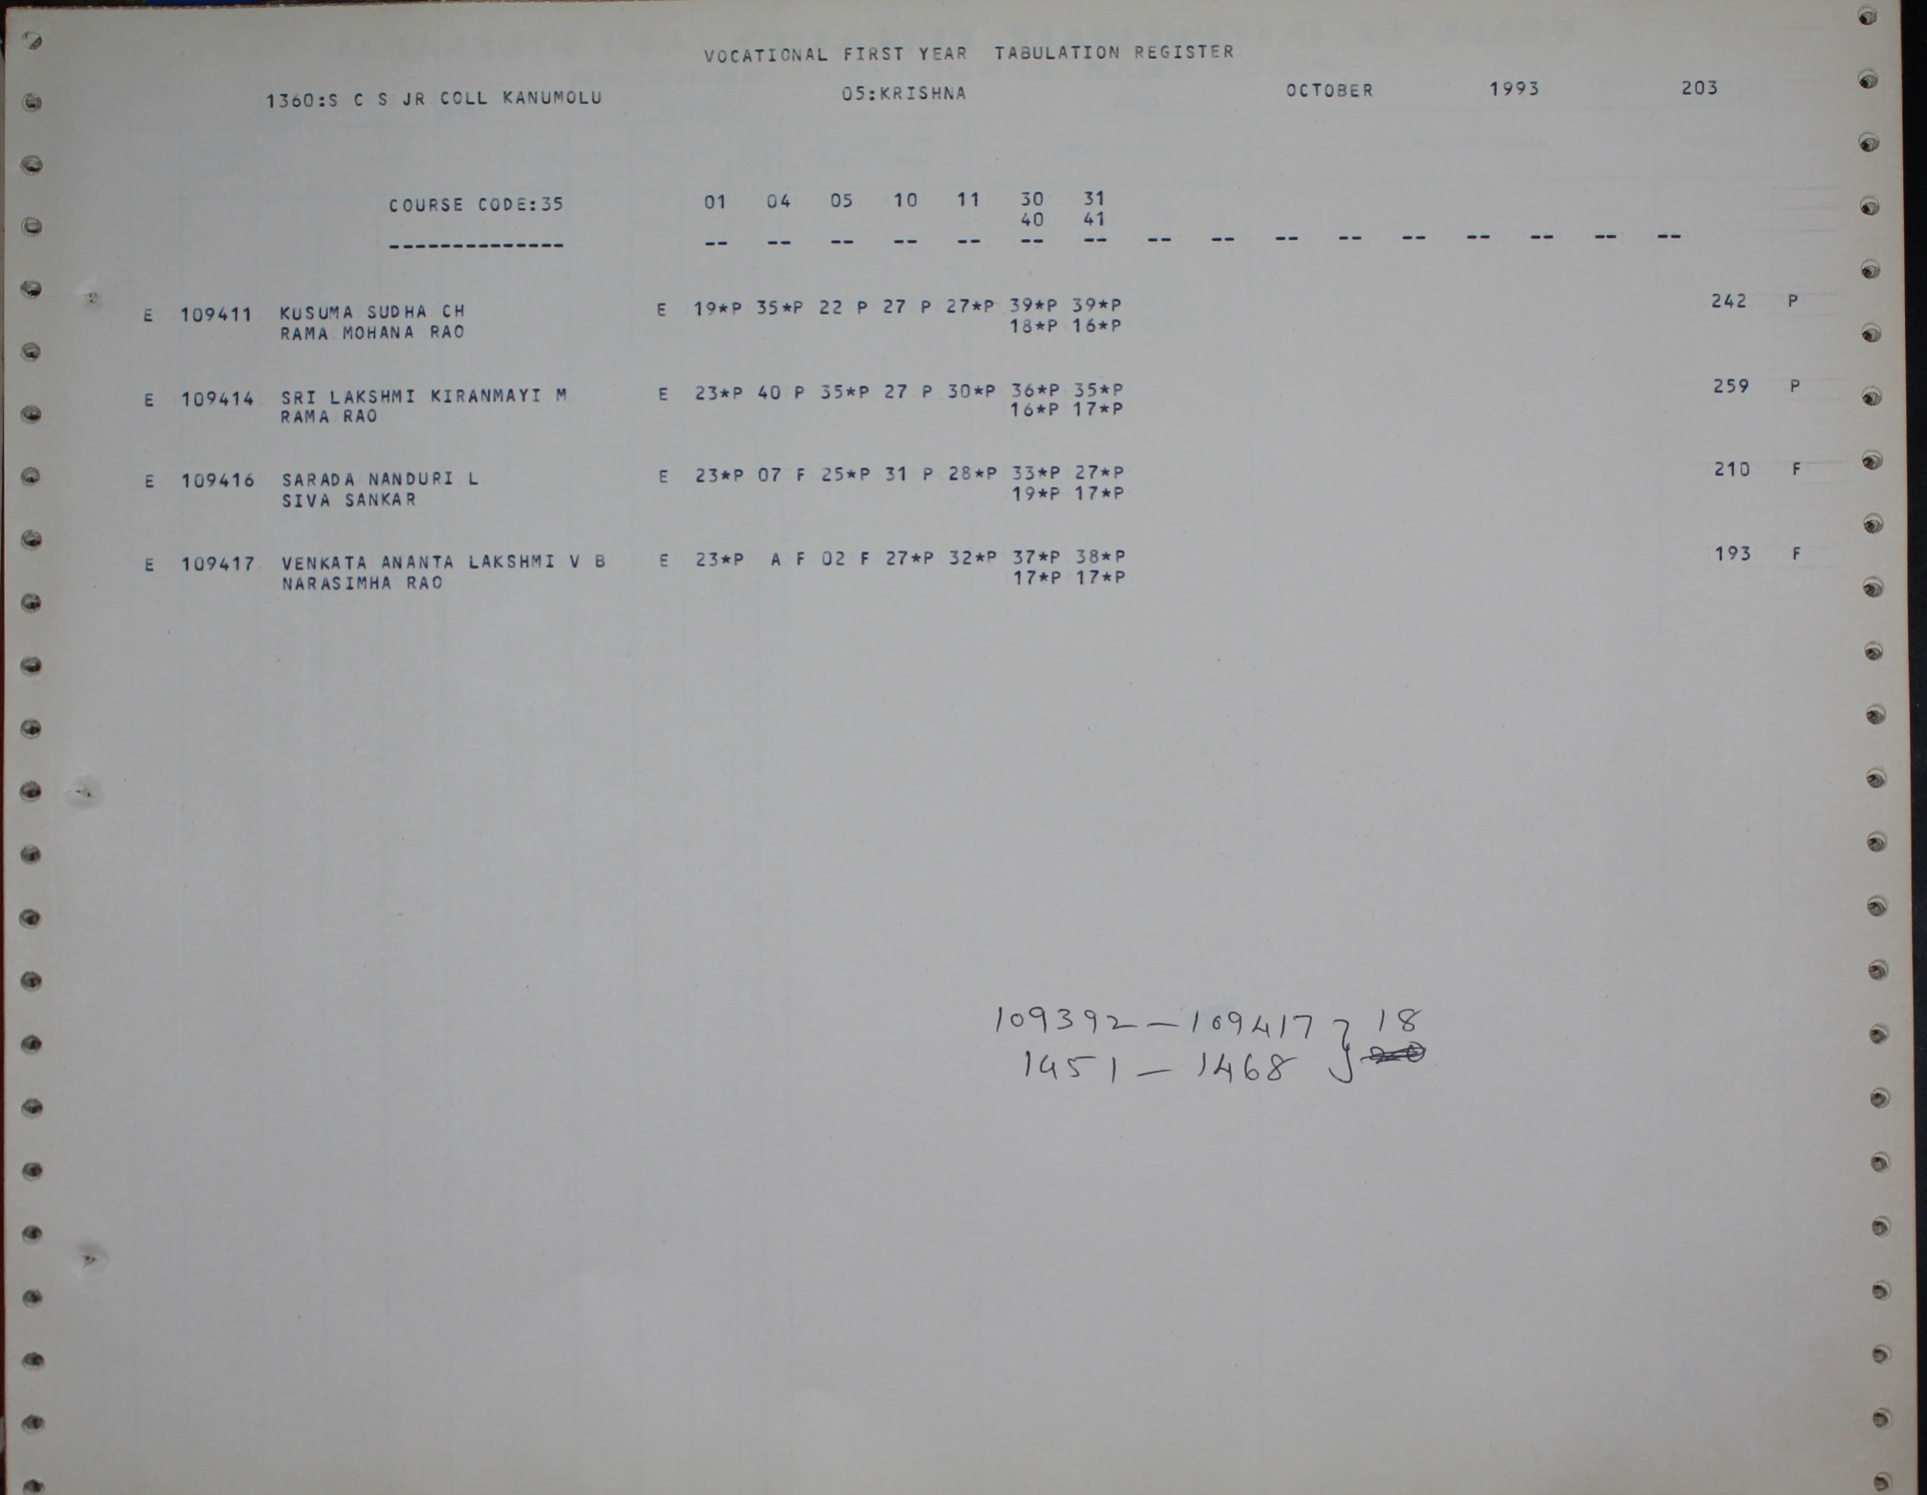 VOCATIONAL FIRST YEAR TABULATION REGISTER
1360:S C S JR COLL KANUMOLU 05:KRISHNA OCTOBER 1993 203
COURSE CODE:35 01 04 05 10 11 30 31
40 41
-------------- -- -- -- -- -- -- -- -- -- -- -- -- -- -- -- --
E 109411 KUSUMA SUDHA CH E 19*P 35*P 22 P 27 P 27*P 39*P 39*P 242 P
RAMA MOHANA RAO 18*P 16*P
E 109414 SRI LAKSHMI KIRANMAYI M E 23*P 40 P 35*P 27 P 30*P 36*P 35*P 259 P
RAMA RAO 16*P 17*P
E 109416 SARADA NANDURI L E 23*P 07 F 25*P 31 P 28*P 33*P 27*P 210 F
SIVA SANKAR 19*P 17*P
E 109417 VENKATA ANANTA LAKSHMI V B E 23*P A F 02 F 27*P 32*P 37*P 38*P 193 F
NARASIMHA RAO 17*P 17*P
109392 — 109417 } 18
1451 — 1468